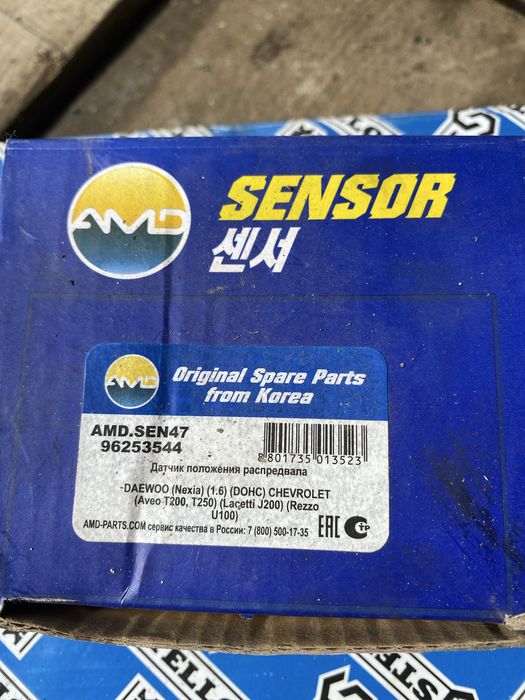 AMD
SENSOR
센서
AMD
Original Spare Parts
from Korea
AMD.SEN47
96253544
8 801735 013523
Датчик положения распредвала
-DAEWOO (Nexia) (1.6) (DOHC) CHEVROLET
(Aveo T200, T250) (Lacetti J200) (Rezzo
U100)
AMD-PARTS.COM сервис качества в России: 7 (800) 500-17-35
EAC
СТР